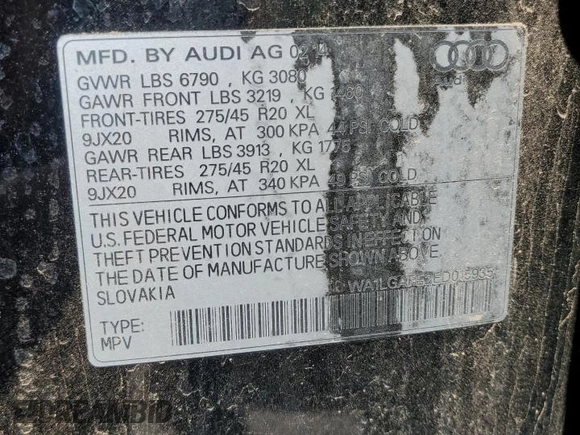 MFD. BY AUDI AG
GVWR LBS 6790 , KG 3080
GAWR FRONT LBS 3219 , KG
FRONT-TIRES 275/45 R20 XL
9JX20 RIMS, AT 300 KPA PSI COLD
GAWR REAR LBS 3913 , KG
REAR-TIRES 275/45 R20 XL
9JX20 RIMS, AT 340 KPA COLD
THIS VEHICLE CONFORMS TO ALL APPLICABLE
U.S. FEDERAL MOTOR VEHICLE SAFETY AND
THEFT PREVENTION STANDARDS IN EFFECT ON
THE DATE OF MANUFACTURE SHOWN ABOVE.
SLOVAKIA
TYPE:
MPV